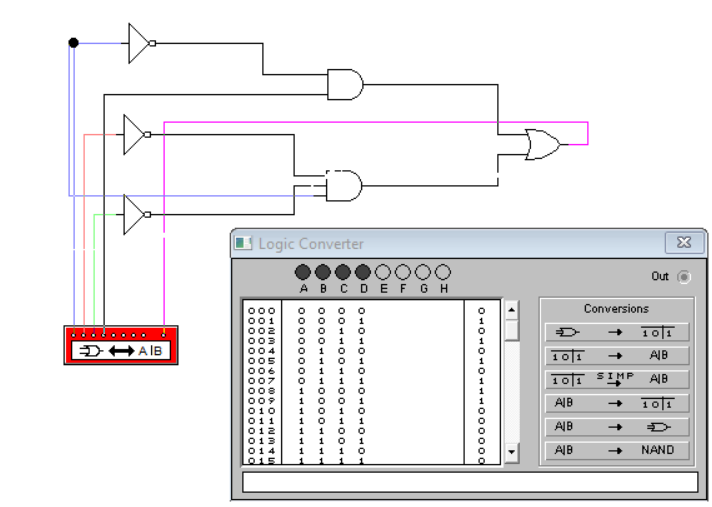 Logic Converter
Out
A B C D E F G H
000 0 0 0 0 0
001 0 0 0 1 1
002 0 0 1 0 0
003 0 0 1 1 1
004 0 1 0 0 0
005 0 1 0 1 1
006 0 1 1 0 0
007 0 1 1 1 1
008 1 0 0 0 1
009 1 0 0 1 1
010 1 0 1 0 0
011 1 0 1 1 0
012 1 1 0 0 0
013 1 1 0 1 0
014 1 1 1 0 0
015 1 1 1 1 0
Conversions
→ 1 0 1
1 0 1 → A|B
1 0 1 SIMP → A|B
A|B → 1 0 1
A|B →
A|B → NAND
A|B